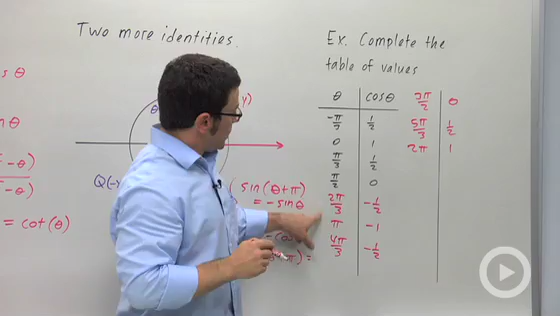 Two more identities.
Ex. Complete the
table of values
θ cosθ
-π/3 1/2
0 1
π/3 1/2
π/2 0
2π/3 -1/2
π -1
4π/3 -1/2
3π/2 0
5π/3 1/2
2π 1
s θ
θ
-θ)
-θ)
= cot(θ)
θ
y)
Q(-
sin(θ+π)
= -sinθ
π) =